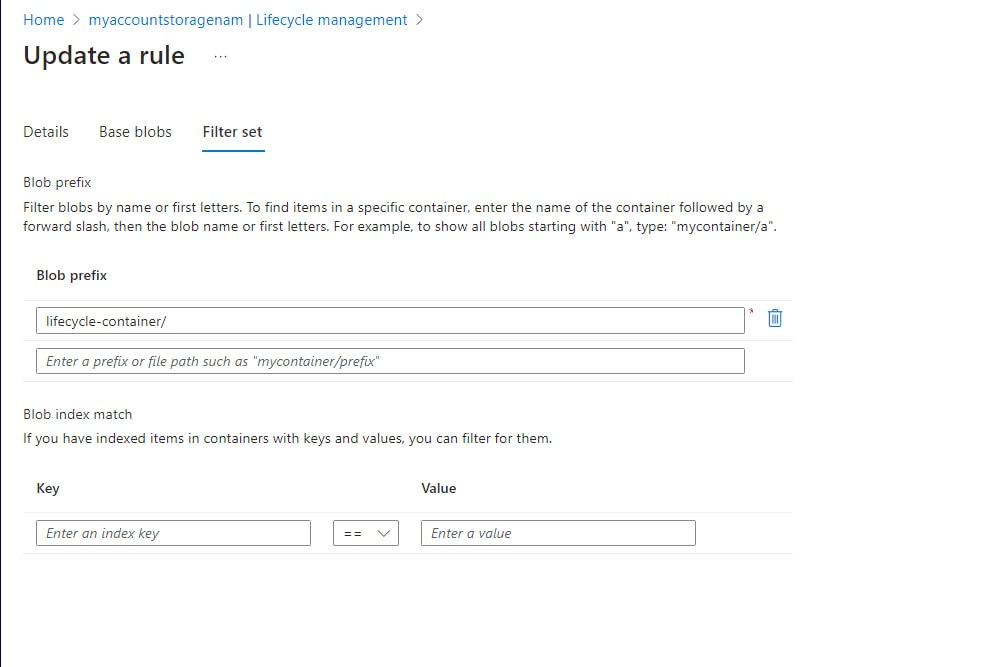 Home > myaccountstoragenam | Lifecycle management >
Update a rule ...
Details Base blobs Filter set
Blob prefix
Filter blobs by name or first letters. To find items in a specific container, enter the name of the container followed by a
forward slash, then the blob name or first letters. For example, to show all blobs starting with "a", type: "mycontainer/a".
Blob prefix
lifecycle-container/ *
Enter a prefix or file path such as "mycontainer/prefix"
Blob index match
If you have indexed items in containers with keys and values, you can filter for them.
Key Value
Enter an index key == Enter a value